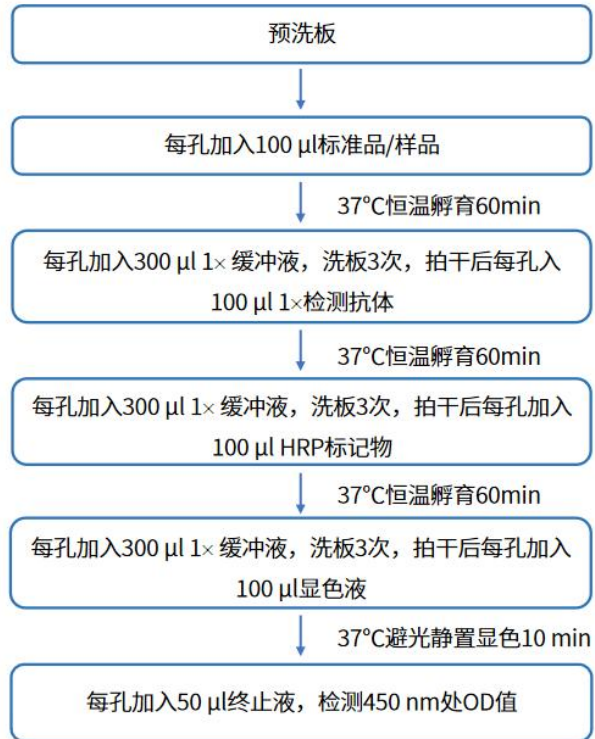 预洗板
每孔加入100 μl标准品/样品
37℃恒温孵育60min
每孔加入300 μl 1× 缓冲液，洗板3次，拍干后每孔入
100 μl 1×检测抗体
37℃恒温孵育60min
每孔加入300 μl 1× 缓冲液，洗板3次，拍干后每孔加入
100 μl HRP标记物
37℃恒温孵育60min
每孔加入300 μl 1× 缓冲液，洗板3次，拍干后每孔加入
100 μl显色液
37℃避光静置显色10 min
每孔加入50 μl终止液，检测450 nm处OD值